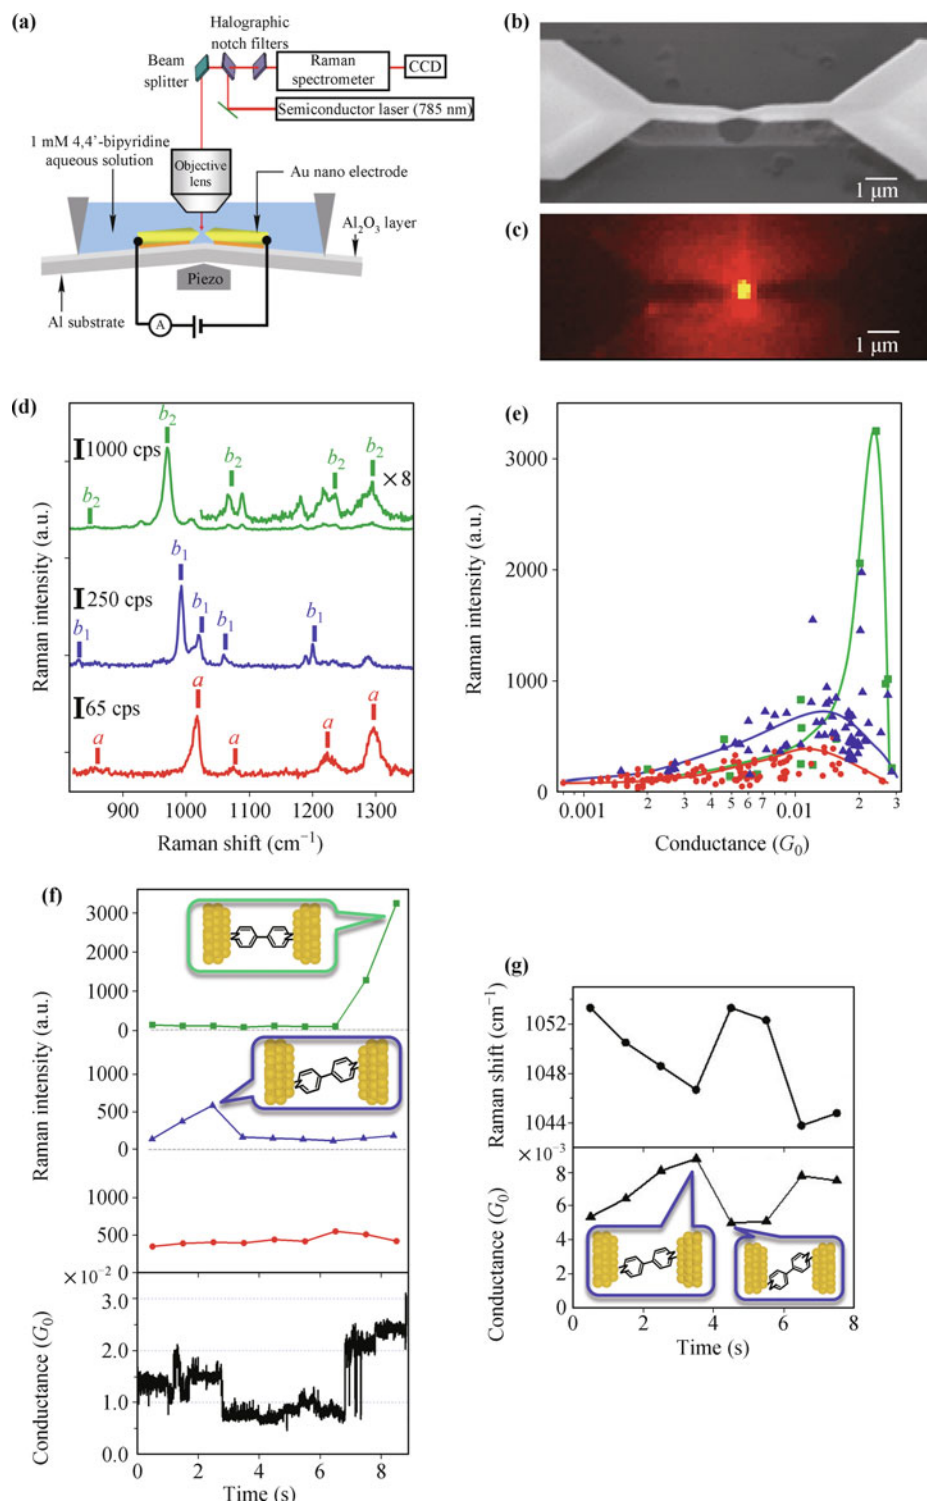 (a)
Halographic
notch filters
Beam
splitter
Raman
spectrometer
CCD
Semiconductor laser (785 nm)
1 mM 4,4'-bipyridine
aqueous solution
Objective
lens
Au nano electrode
Al₂O₃ layer
Piezo
Al substrate
A
(b)
1 μm
(c)
1 μm
(d)
b₂
1000 cps
b₂
b₂
b₂
× 8
b₂
b₁
250 cps
b₁
b₁
b₁
b₁
65 cps
a
a
a
a
a
Raman intensity (a.u.)
900 1000 1100 1200 1300
Raman shift (cm⁻¹)
(e)
3000
2000
1000
0
Raman intensity (a.u.)
0.001 2 3 4 5 6 7 0.01 2 3
Conductance (G₀)
(f)
3000
2000
1000
0
1000
500
0
1000
500
0
Raman intensity (a.u.)
×10⁻²
3.0
2.0
1.0
0.0
Conductance (G₀)
0 2 4 6 8
Time (s)
(g)
1052
1048
1044
Raman shift (cm⁻¹)
×10⁻³
8
6
4
2
0
Conductance (G₀)
0 2 4 6 8
Time (s)